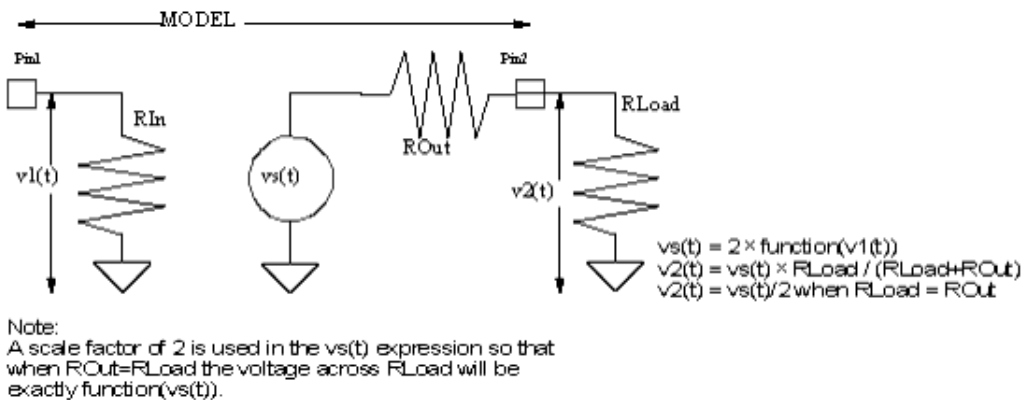 MODEL
Pin1
Pin2
RIn
RLoad
ROut
v1(t)
vs(t)
v2(t)
vs(t) = 2 × function(v1(t))
v2(t) = vs(t) × RLoad / (RLoad+ROut)
v2(t) = vs(t)/2 when RLoad = ROut
Note:
A scale factor of 2 is used in the vs(t) expression so that
when ROut=RLoad the voltage across RLoad will be
exactly function(vs(t)).